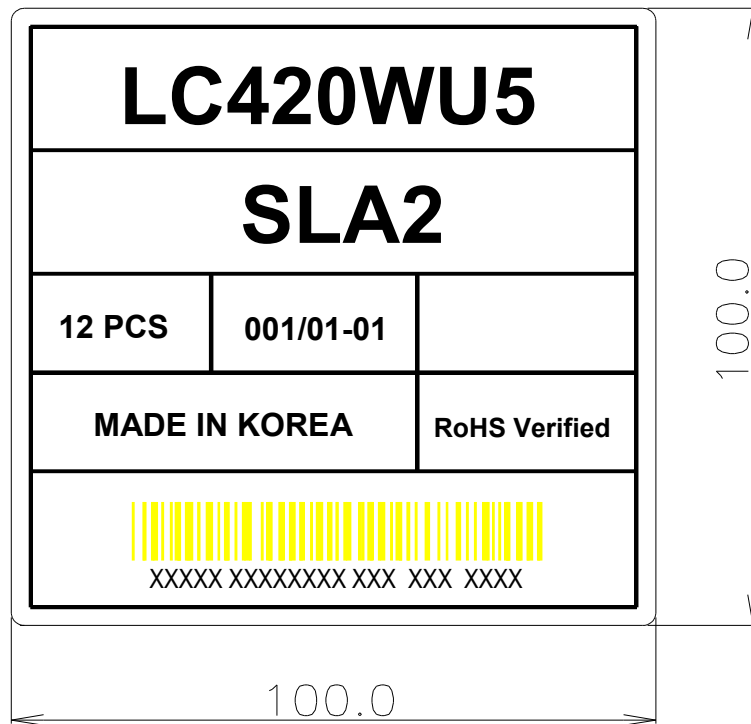 LC420WU5
SLA2
12 PCS 001/01-01
MADE IN KOREA RoHS Verified
XXXXX XXXXXXXX XXX XXX XXXX
100.0
100.0